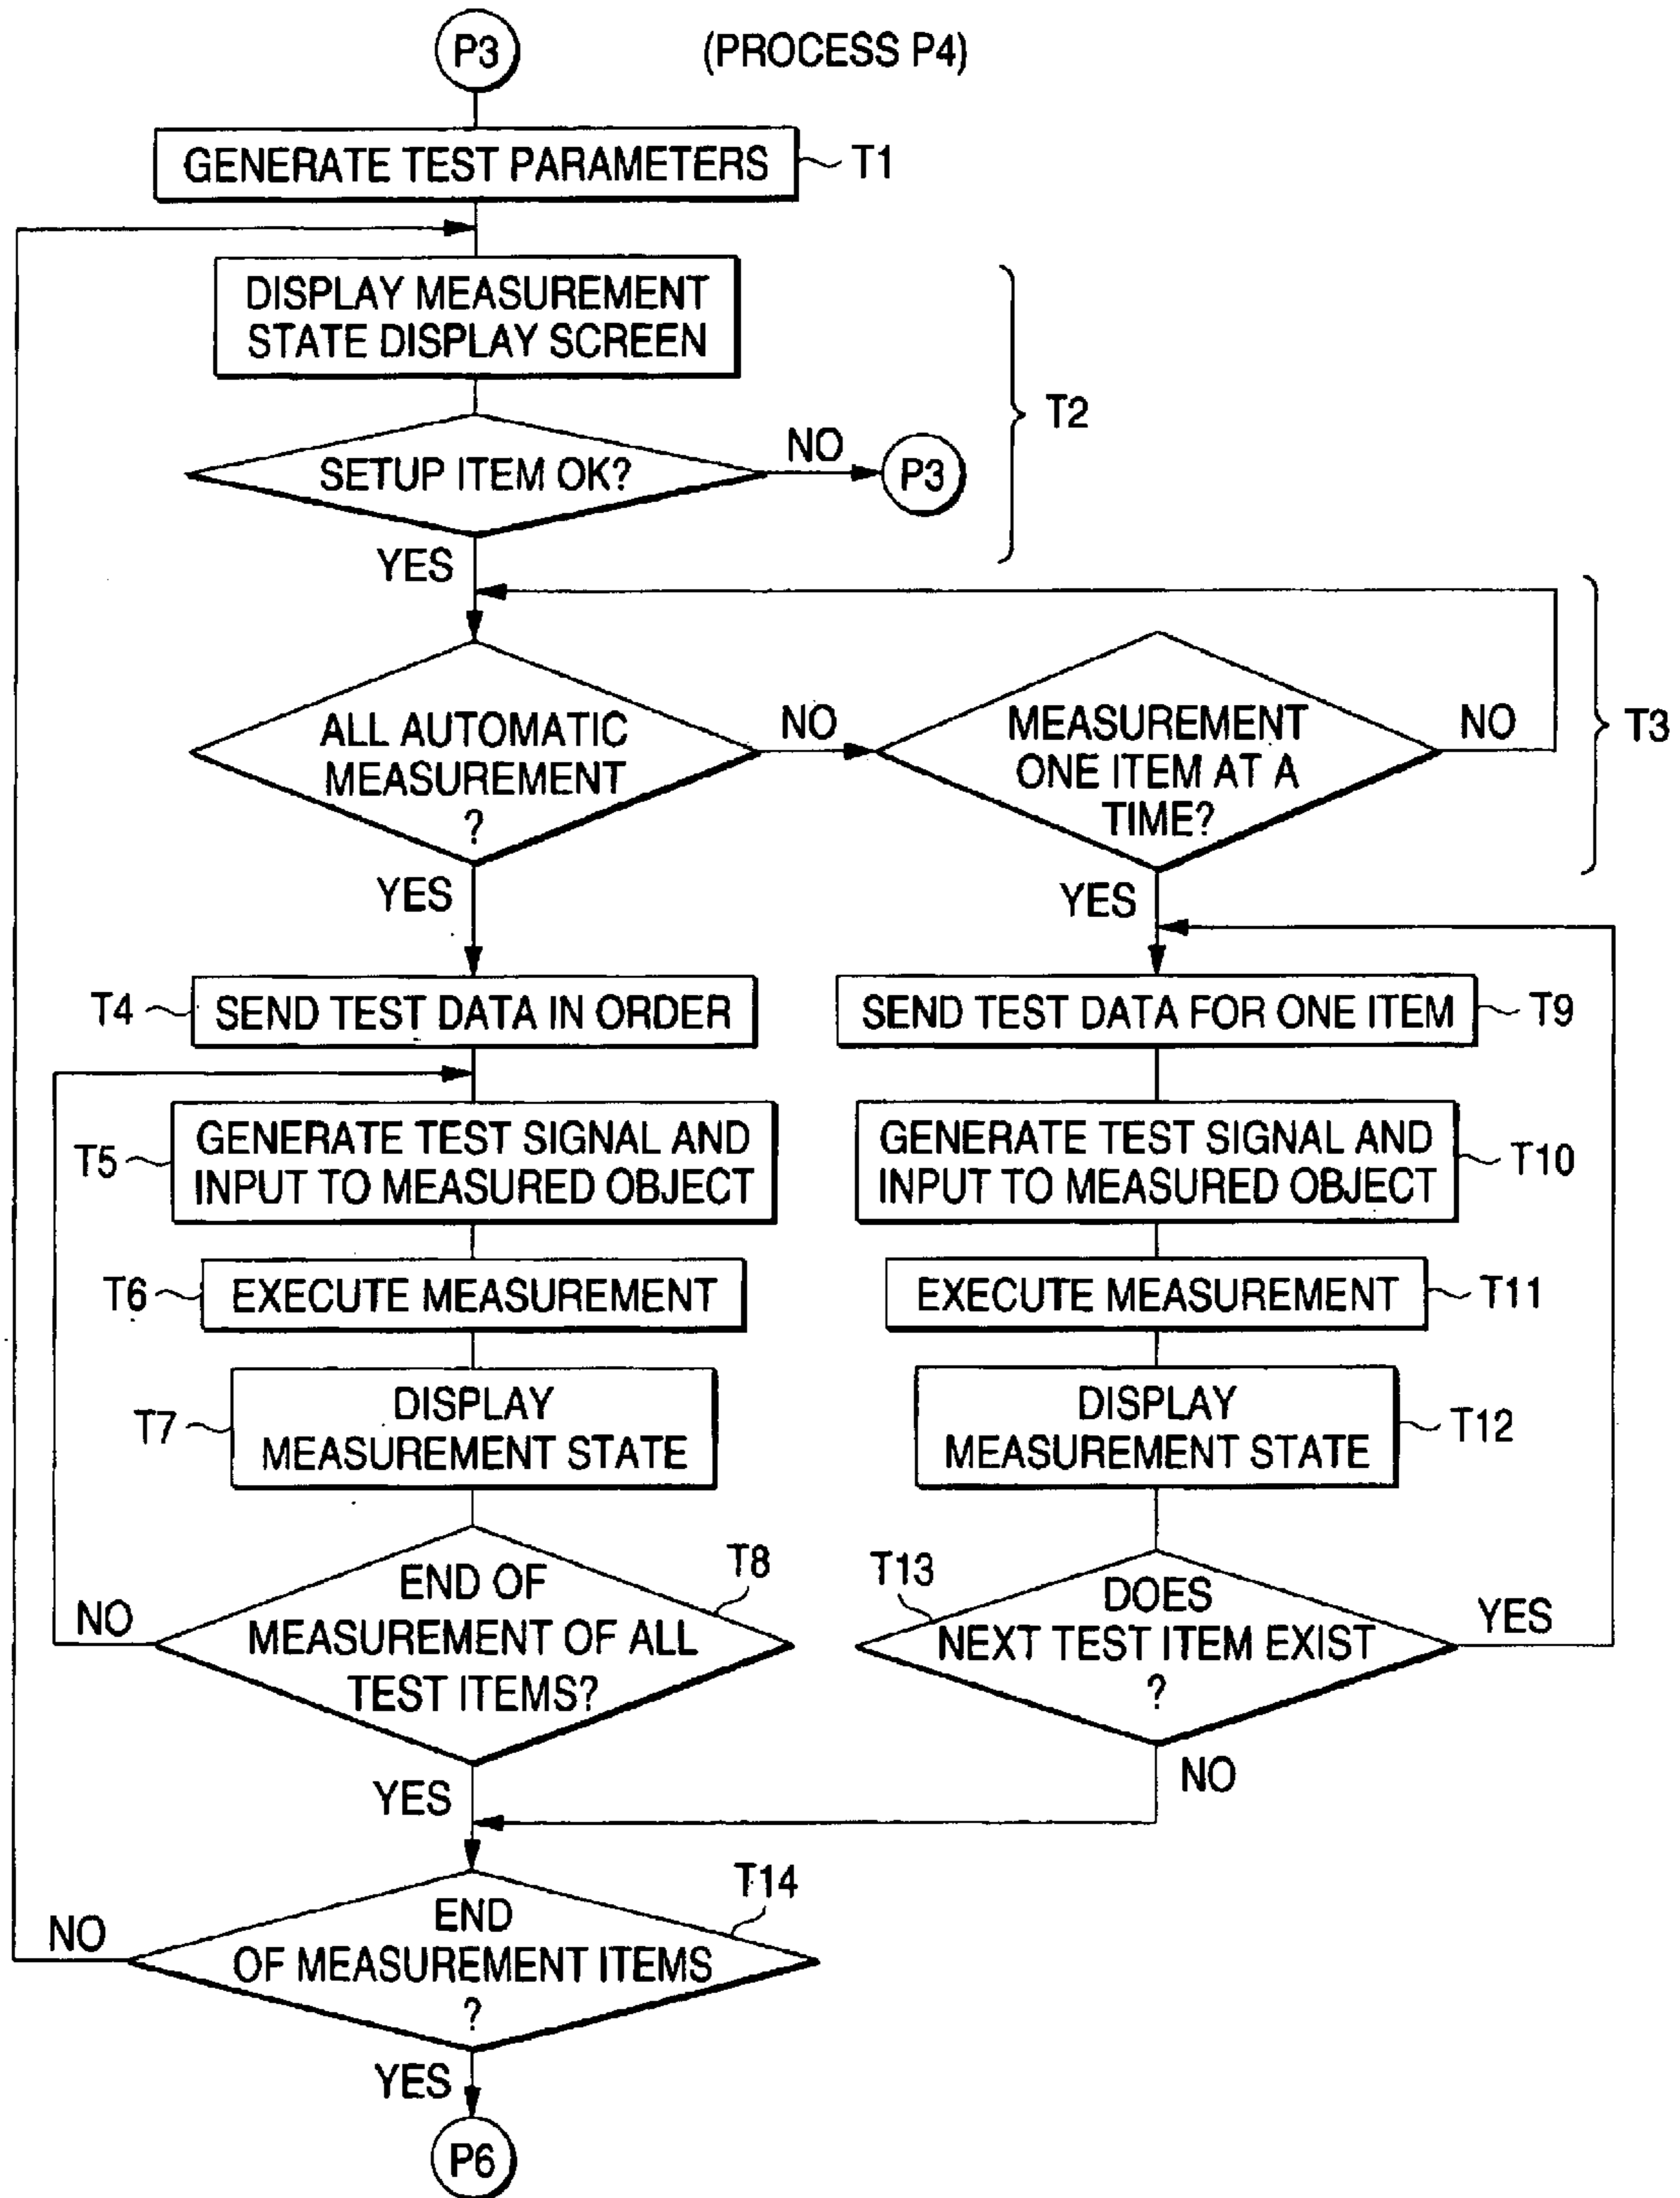 P3
(PROCESS P4)
GENERATE TEST PARAMETERS
T1
DISPLAY MEASUREMENT
STATE DISPLAY SCREEN
T2
SETUP ITEM OK?
NO
P3
YES
ALL AUTOMATIC
MEASUREMENT
?
NO
MEASUREMENT
ONE ITEM AT A
TIME?
NO
T3
YES
YES
T4
SEND TEST DATA IN ORDER
SEND TEST DATA FOR ONE ITEM
T9
T5
GENERATE TEST SIGNAL AND
INPUT TO MEASURED OBJECT
GENERATE TEST SIGNAL AND
INPUT TO MEASURED OBJECT
T10
T6
EXECUTE MEASUREMENT
EXECUTE MEASUREMENT
T11
T7
DISPLAY
MEASUREMENT STATE
DISPLAY
MEASUREMENT STATE
T12
T8
END OF
MEASUREMENT OF ALL
TEST ITEMS?
NO
T13
DOES
NEXT TEST ITEM EXIST
?
YES
YES
NO
T14
END
OF MEASUREMENT ITEMS
?
NO
YES
P6